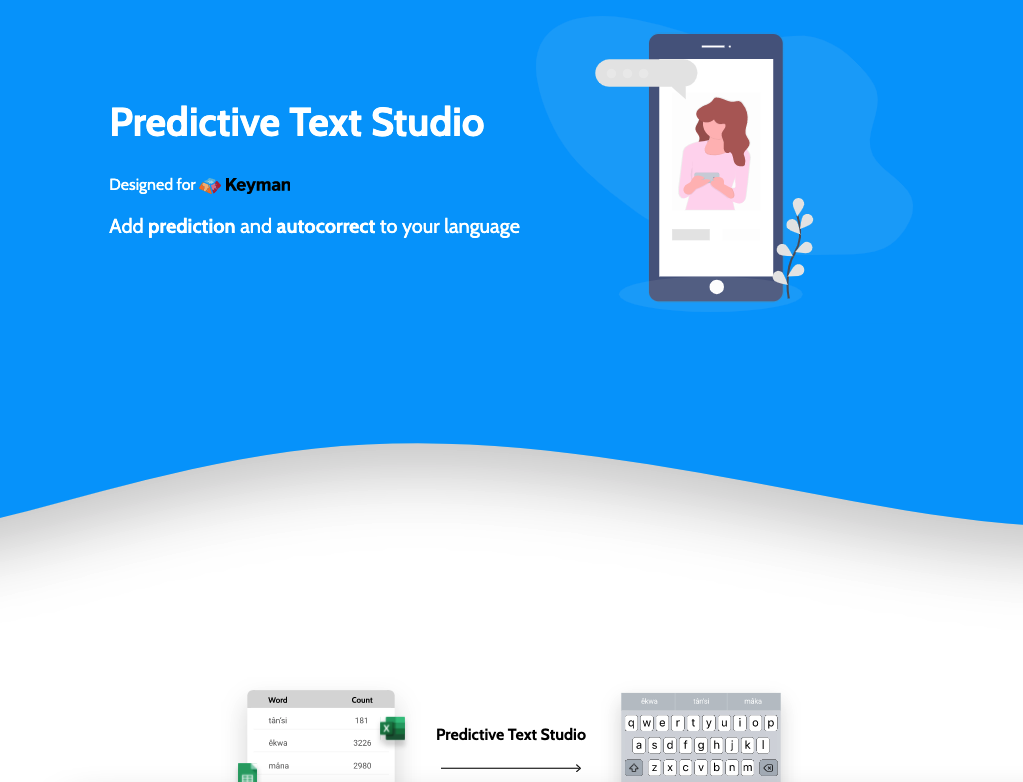 Predictive Text Studio
Designed for Keyman
Add prediction and autocorrect to your language
Word Count
tân'si 181
êkwa 3226
mâna 2980
Predictive Text Studio
êkwa tân'si mâka
q w e r t y u i o p
a s d f g h j k l
z x c v b n m